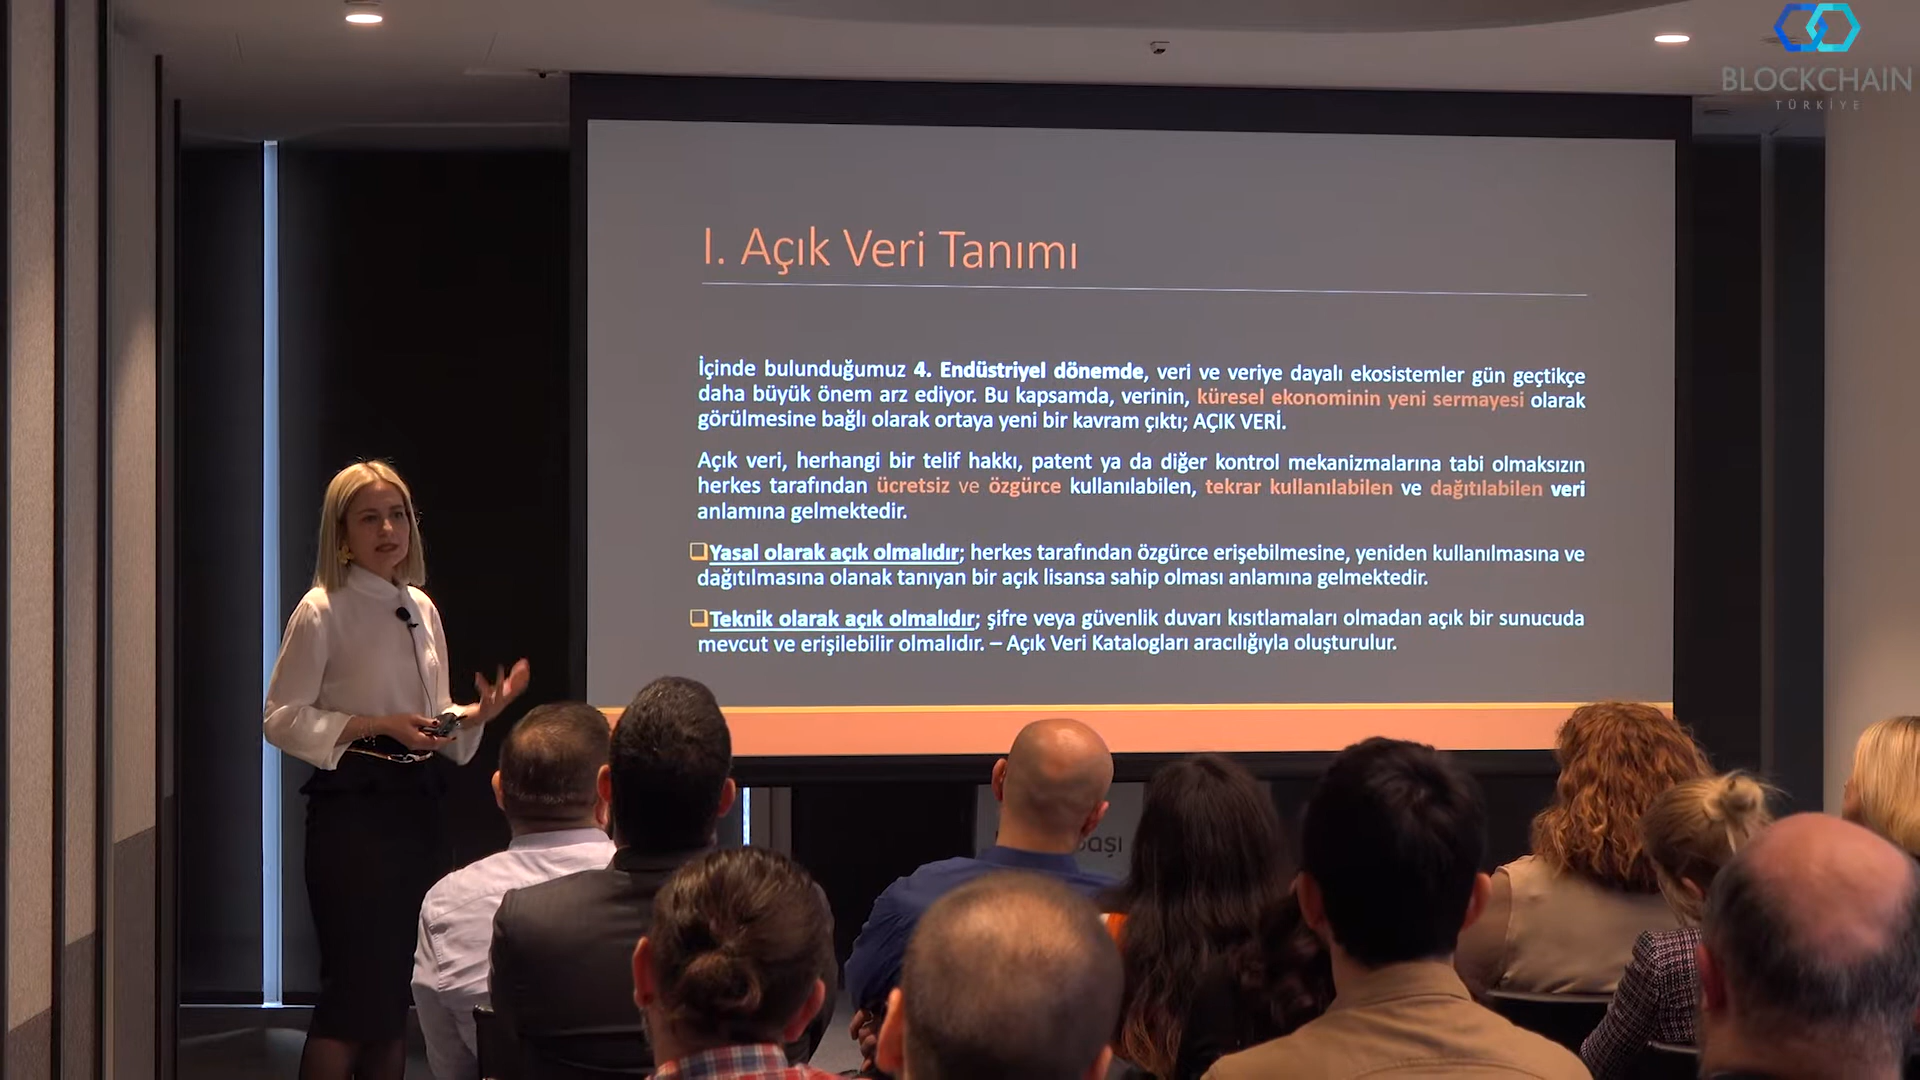 BLOCKCHAIN
TÜRKİYE
I. Açık Veri Tanımı
İçinde bulunduğumuz 4. Endüstriyel dönemde, veri ve veriye dayalı ekosistemler gün geçtikçe
daha büyük önem arz ediyor. Bu kapsamda, verinin, küresel ekonominin yeni sermayesi olarak
görülmesine bağlı olarak ortaya yeni bir kavram çıktı; AÇIK VERİ.
Açık veri, herhangi bir telif hakkı, patent ya da diğer kontrol mekanizmalarına tabi olmaksızın
herkes tarafından ücretsiz ve özgürce kullanılabilen, tekrar kullanılabilen ve dağıtılabilen veri
anlamına gelmektedir.
❑Yasal olarak açık olmalıdır; herkes tarafından özgürce erişebilmesine, yeniden kullanılmasına ve
dağıtılmasına olanak tanıyan bir açık lisansa sahip olması anlamına gelmektedir.
❑Teknik olarak açık olmalıdır; şifre veya güvenlik duvarı kısıtlamaları olmadan açık bir sunucuda
mevcut ve erişilebilir olmalıdır. – Açık Veri Katalogları aracılığıyla oluşturulur.